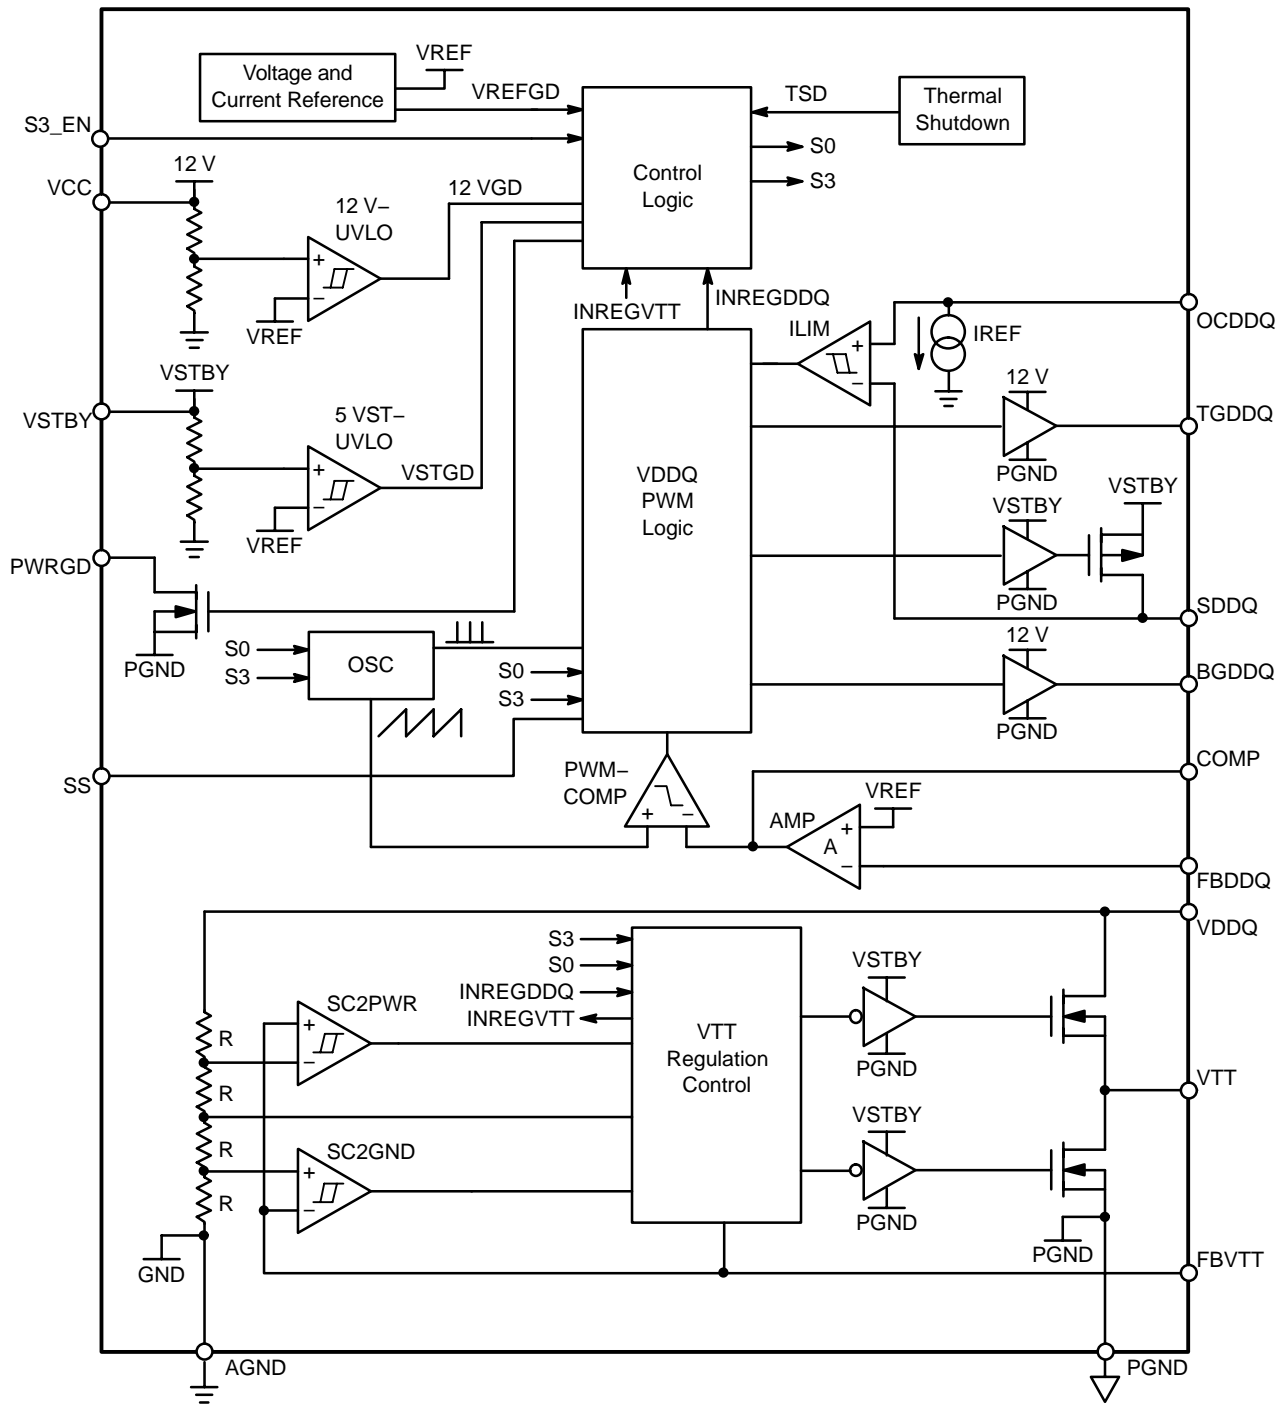 VREF
Voltage and
Current Reference
VREFGD
TSD
Thermal
Shutdown
S3_EN
S0
S3
Control
Logic
12 V
VCC
12 VGD
12 V–
UVLO
+
–
VREF
INREGVTT
INREGDDQ
ILIM
+
–
IREF
OCDDQ
VSTBY
VSTBY
5 VST–
UVLO
+
–
VSTGD
VREF
VDDQ
PWM
Logic
12 V
TGDDQ
PGND
VSTBY
VSTBY
PGND
SDDQ
PWRGD
PGND
S0
S3
OSC
S0
S3
12 V
BGDDQ
PGND
SS
PWM–
COMP
+
–
COMP
VREF
AMP
+
A
–
FBDDQ
VDDQ
S3
S0
INREGDDQ
INREGVTT
VSTBY
SC2PWR
+
–
R
R
R
R
VTT
Regulation
Control
PGND
VTT
VSTBY
SC2GND
+
–
PGND
PGND
GND
FBVTT
AGND
PGND